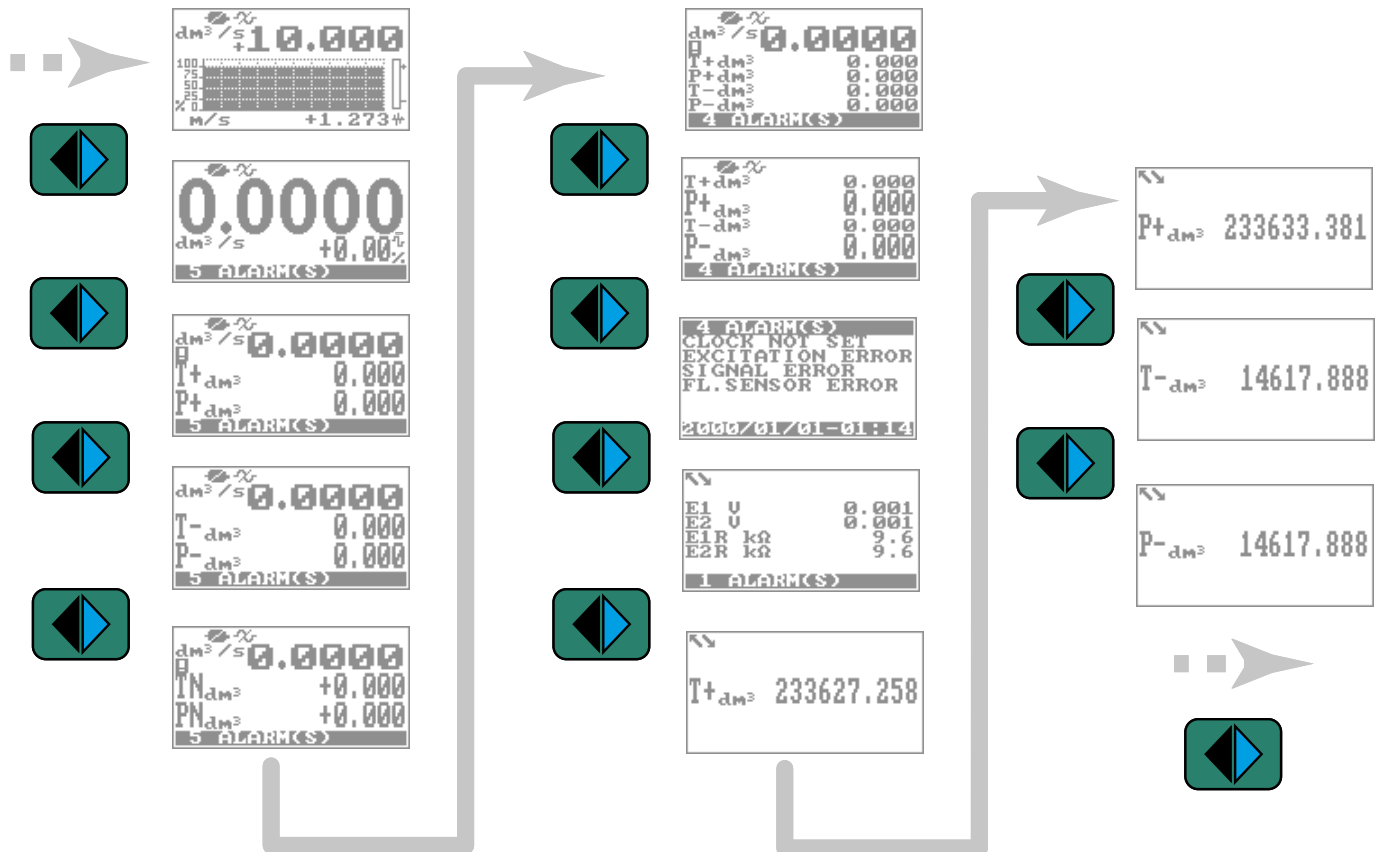 dm³/s +10.000
100
75
50
25
% 0
m/s +1.273
0.0000
dm³/s +0.00 %
5 ALARM(S)
dm³/s 0.0000
T+dm³ 0.000
P+dm³ 0.000
5 ALARM(S)
dm³/s 0.0000
T-dm³ 0.000
P-dm³ 0.000
5 ALARM(S)
dm³/s 0.0000
TNdm³ +0.000
PNdm³ +0.000
5 ALARM(S)
dm³/s 0.0000
T+dm³ 0.000
P+dm³ 0.000
T-dm³ 0.000
P-dm³ 0.000
4 ALARM(S)
T+dm³ 0.000
P+dm³ 0.000
T-dm³ 0.000
P-dm³ 0.000
4 ALARM(S)
4 ALARM(S)
CLOCK NOT SET
EXCITATION ERROR
SIGNAL ERROR
FL.SENSOR ERROR
2000/01/01-01:14
E1 V 0.001
E2 V 0.001
E1R kΩ 9.6
E2R kΩ 9.6
1 ALARM(S)
T+dm³ 233627.258
P+dm³ 233633.381
T-dm³ 14617.888
P-dm³ 14617.888